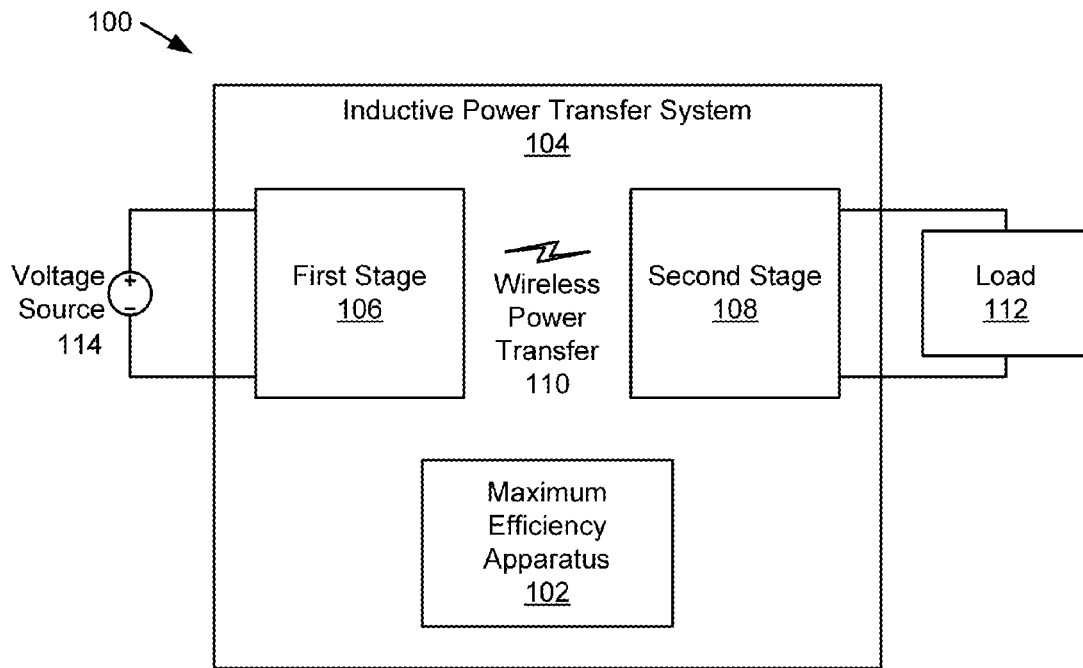 100
Inductive Power Transfer System
104
Voltage
Source
114
+
−
First Stage
106
Wireless
Power
Transfer
110
Second Stage
108
Load
112
Maximum
Efficiency
Apparatus
102